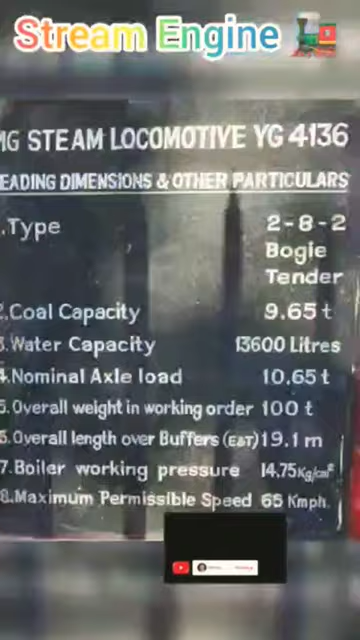 Stream Engine
MG STEAM LOCOMOTIVE YG 4136
LEADING DIMENSIONS & OTHER PARTICULARS
1.Type 2-8-2
Bogie
Tender
2.Coal Capacity 9.65 t
3.Water Capacity 13600 Litres
4.Nominal Axle load 10.65 t
5.Overall weight in working order 100 t
6.Overall length over Buffers (E&T) 19.1 m
7.Boiler working pressure 14.75 Kg/cm²
8.Maximum Permissible Speed 65 Kmph.